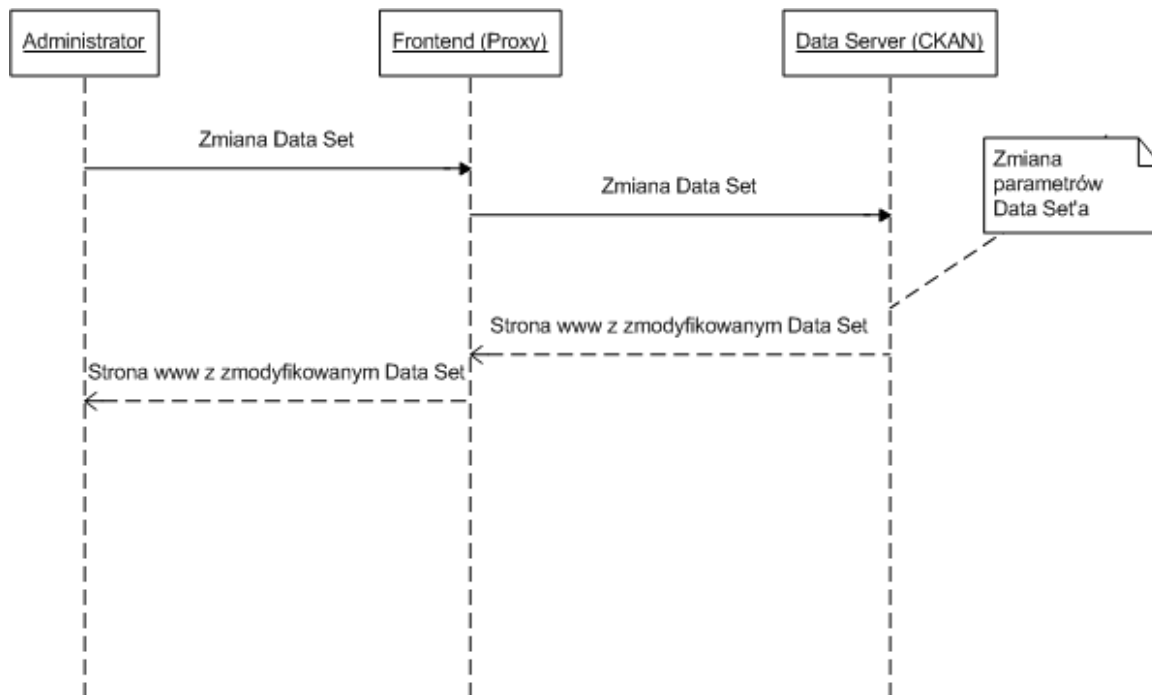 Administrator
Frontend (Proxy)
Data Server (CKAN)
Zmiana Data Set
Zmiana Data Set
Zmiana
parametrów
Data Set'a
Strona www z zmodyfikowanym Data Set
Strona www z zmodyfikowanym Data Set